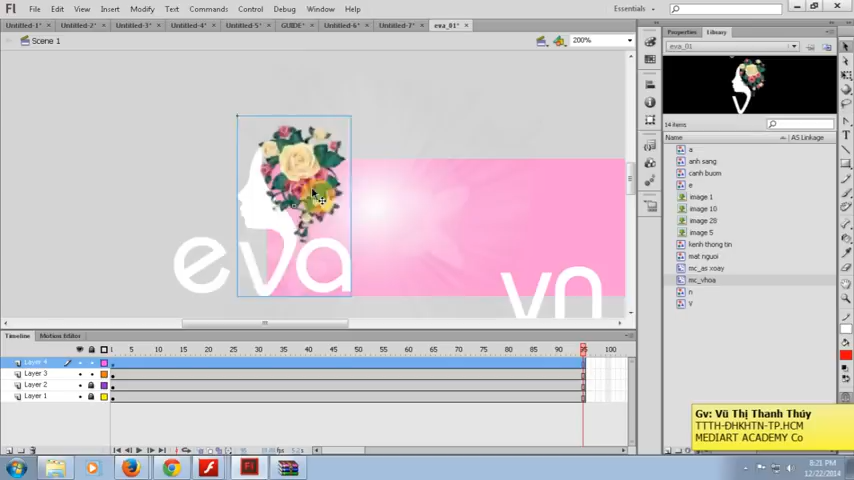 Fl File Edit View Insert Modify Text Commands Control Debug Window Help Essentials
Untitled-1* Untitled-2* Untitled-3* Untitled-4* Untitled-5* GUIDE* Untitled-6* Untitled-7* exa_01*
Scene 1 200%
Properties Library
exa_01
14 items
Name AS Linkage
a
anh sang
canh buom
e
image 1
image 10
image 28
image 5
kenh thong tin
mat nguoi
mc_as xoay
mc_vhoa
n
V
eva
vn
Timeline Motion Editor
1 5 10 15 20 25 30 35 40 45 50 55 60 65 70 75 80 85 90 95 100
Layer 4
Layer 3
Layer 2
Layer 1
Gv: Vũ Thị Thanh Thúy
TTTH-ĐHKHTN-TP.HCM
MEDIART ACADEMY Co
8:21 PM
12/22/2014